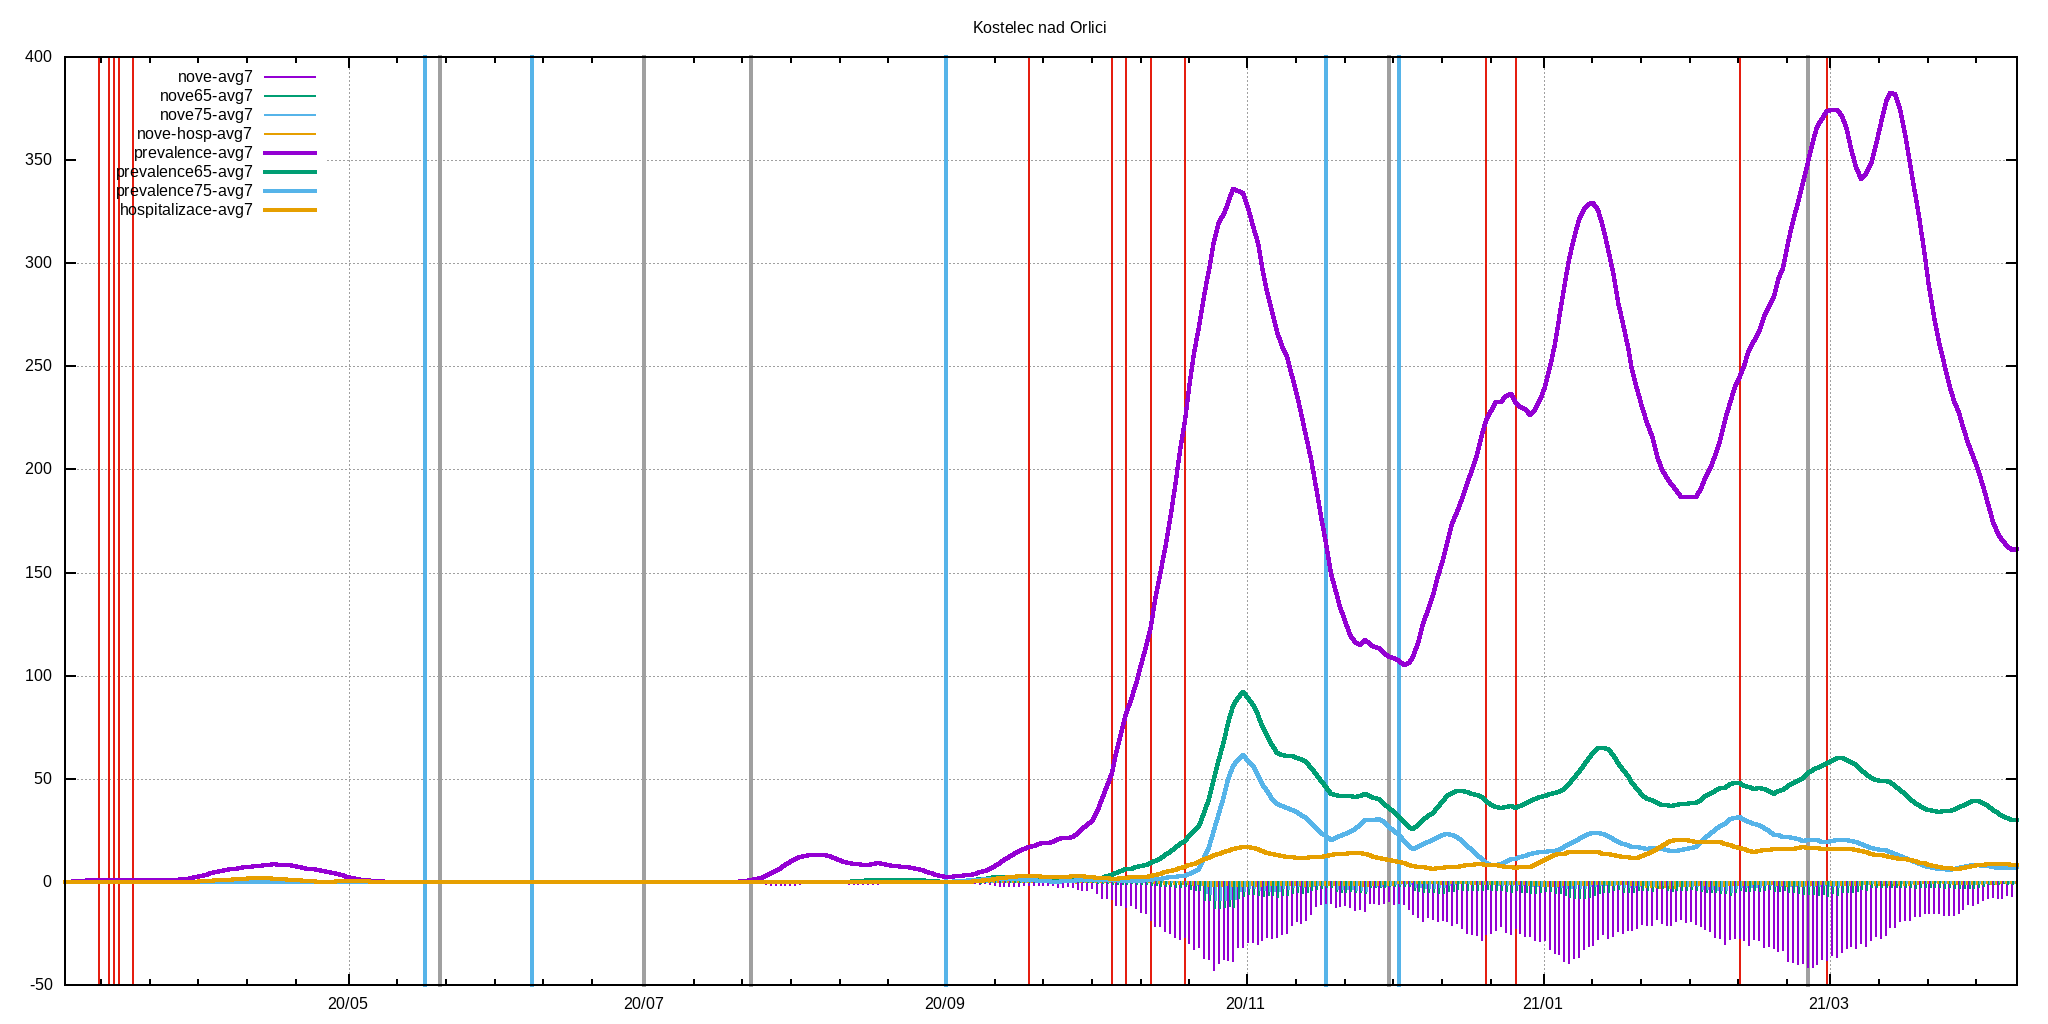 Kostelec nad Orlici
400
350
300
250
200
150
100
50
0
-50
nove-avg7
nove65-avg7
nove75-avg7
nove-hosp-avg7
prevalence-avg7
prevalence65-avg7
prevalence75-avg7
hospitalizace-avg7
20/05 20/07 20/09 20/11 21/01 21/03